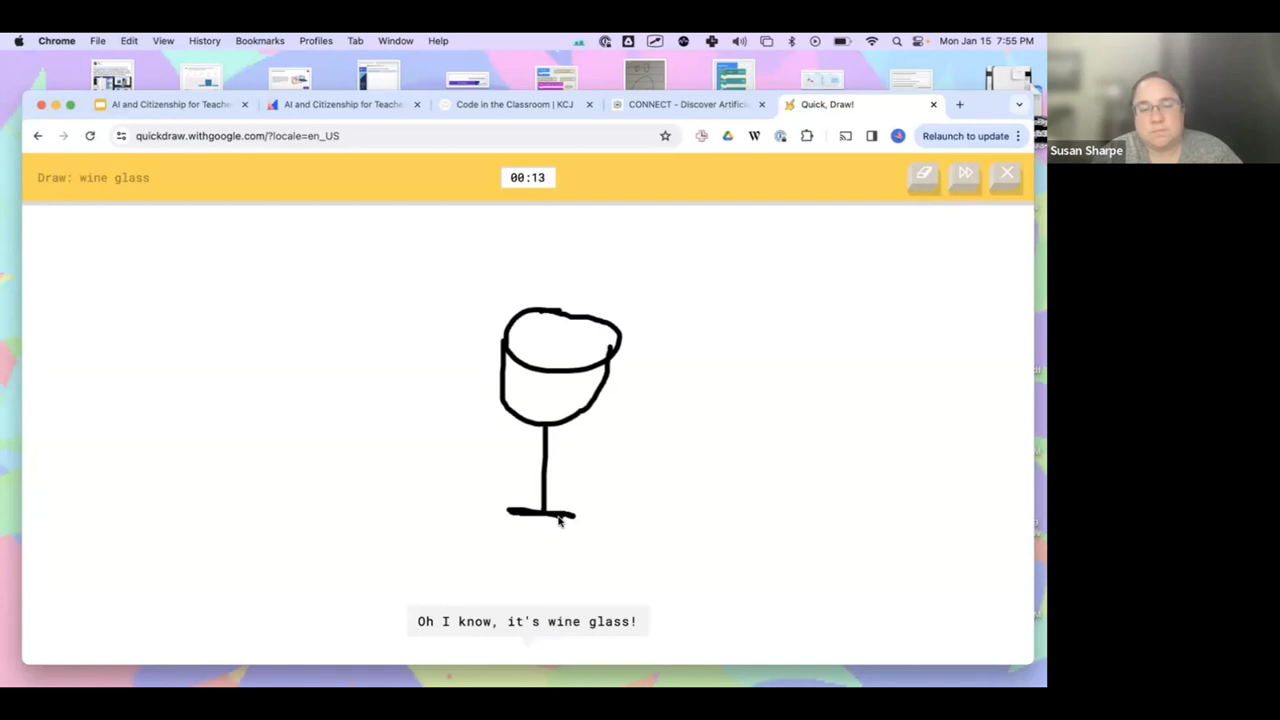 Chrome File Edit View History Bookmarks Profiles Tab Window Help Mon Jan 15 7:55 PM
AI and Citizenship for Teache AI and Citizenship for Teache Code in the Classroom | KCJ CONNECT - Discover Artificia Quick, Draw!
quickdraw.withgoogle.com/?locale=en_US W Relaunch to update
Susan Sharpe
Draw: wine glass 00:13
Oh I know, it's wine glass!